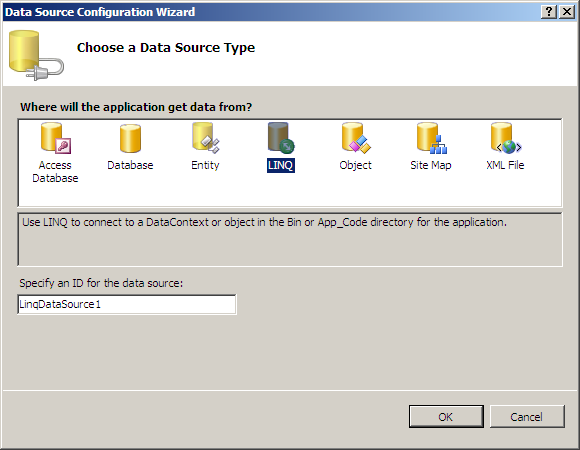 Data Source Configuration Wizard
Choose a Data Source Type
Where will the application get data from?
Access Database
Database
Entity
LINQ
Object
Site Map
XML File
Use LINQ to connect to a DataContext or object in the Bin or App_Code directory for the application.
Specify an ID for the data source:
LinqDataSource1
OK
Cancel